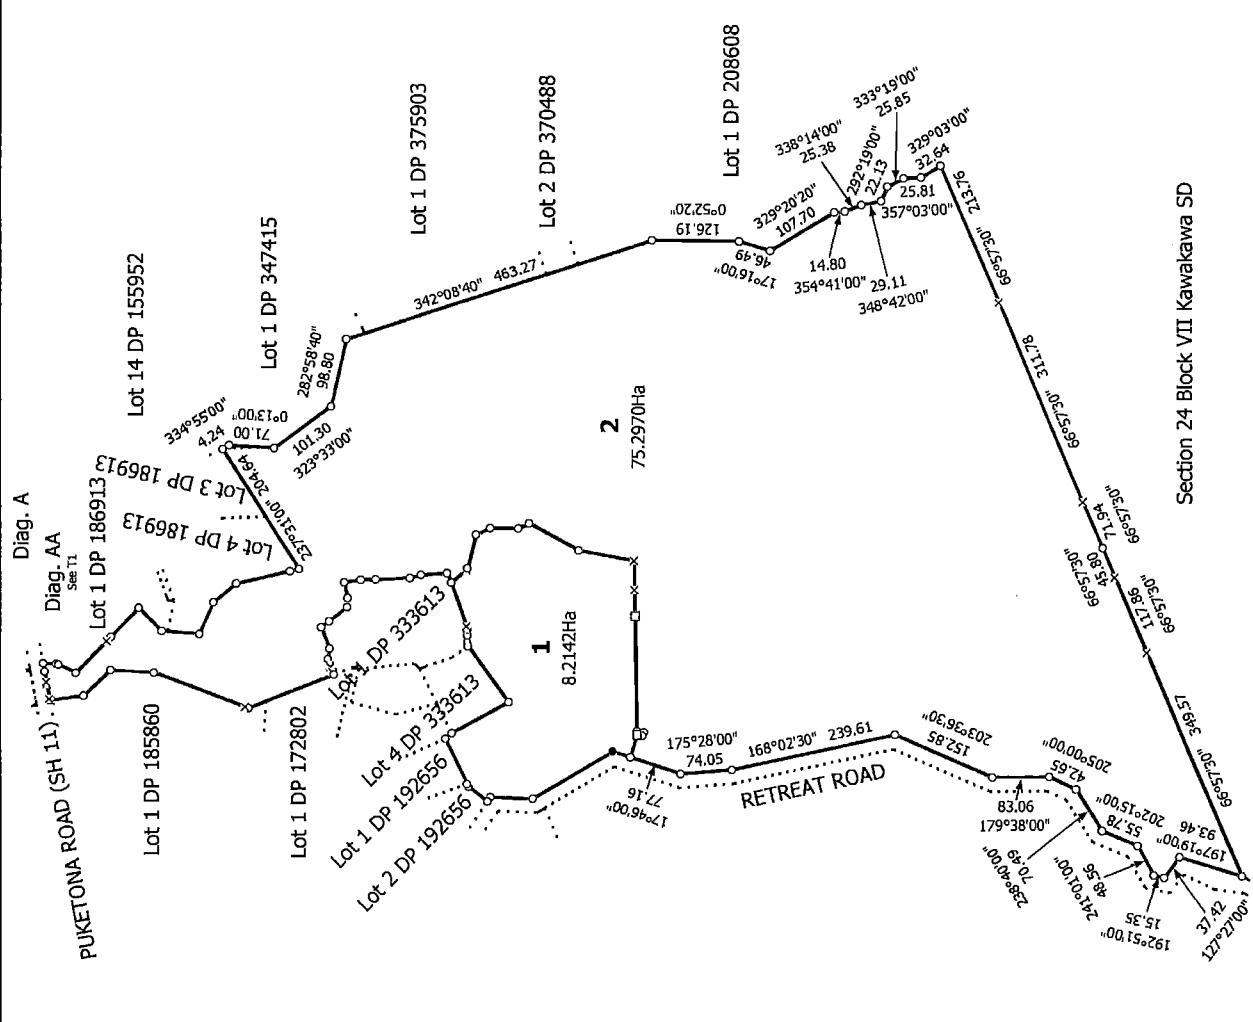 Diag. A
Diag. AA
See T1
Lot 1 DP 186913
PUKETONA ROAD (SH 11)
Lot 4 DP 186913
Lot 3 DP 186913
Lot 14 DP 155952
Lot 1 DP 347415
Lot 1 DP 375903
Lot 2 DP 370488
Lot 1 DP 208608
237°31'00" 204.64
334°55'00"
4.24
0°13'00"
71.00
101.30
323°33'00"
282°58'40"
98.80
342°08'40" 463.27
0°52'20"
126.19
46.49
17°16'00"
329°20'20"
107.70
14.80
354°41'00"
338°14'00"
25.38
29.11
348°42'00"
292°19'00"
22.13
333°19'00"
25.85
25.81
357°03'00"
329°03'00"
32.64
66°57'30" 213.76
66°57'30" 311.78
71.94
66°57'30"
66°57'30"
45.80
117.86
66°57'30"
66°57'30" 349.57
Section 24 Block VII Kawakawa SD
2
75.2970Ha
1
8.2142Ha
Lot 1 DP 185860
Lot 1 DP 172802
Lot 1 DP 333613
Lot 4 DP 333613
Lot 1 DP 192656
Lot 2 DP 192656
77.16
17°46'00"
175°28'00"
74.05
168°02'30" 239.61
RETREAT ROAD
203°36'30"
152.85
83.06
179°38'00"
205°00'00"
42.65
238°40'00"
70.49
202°15'00"
55.78
241°01'00"
48.56
192°51'00"
15.35
37.42
127°27'00"
197°19'00"
93.46